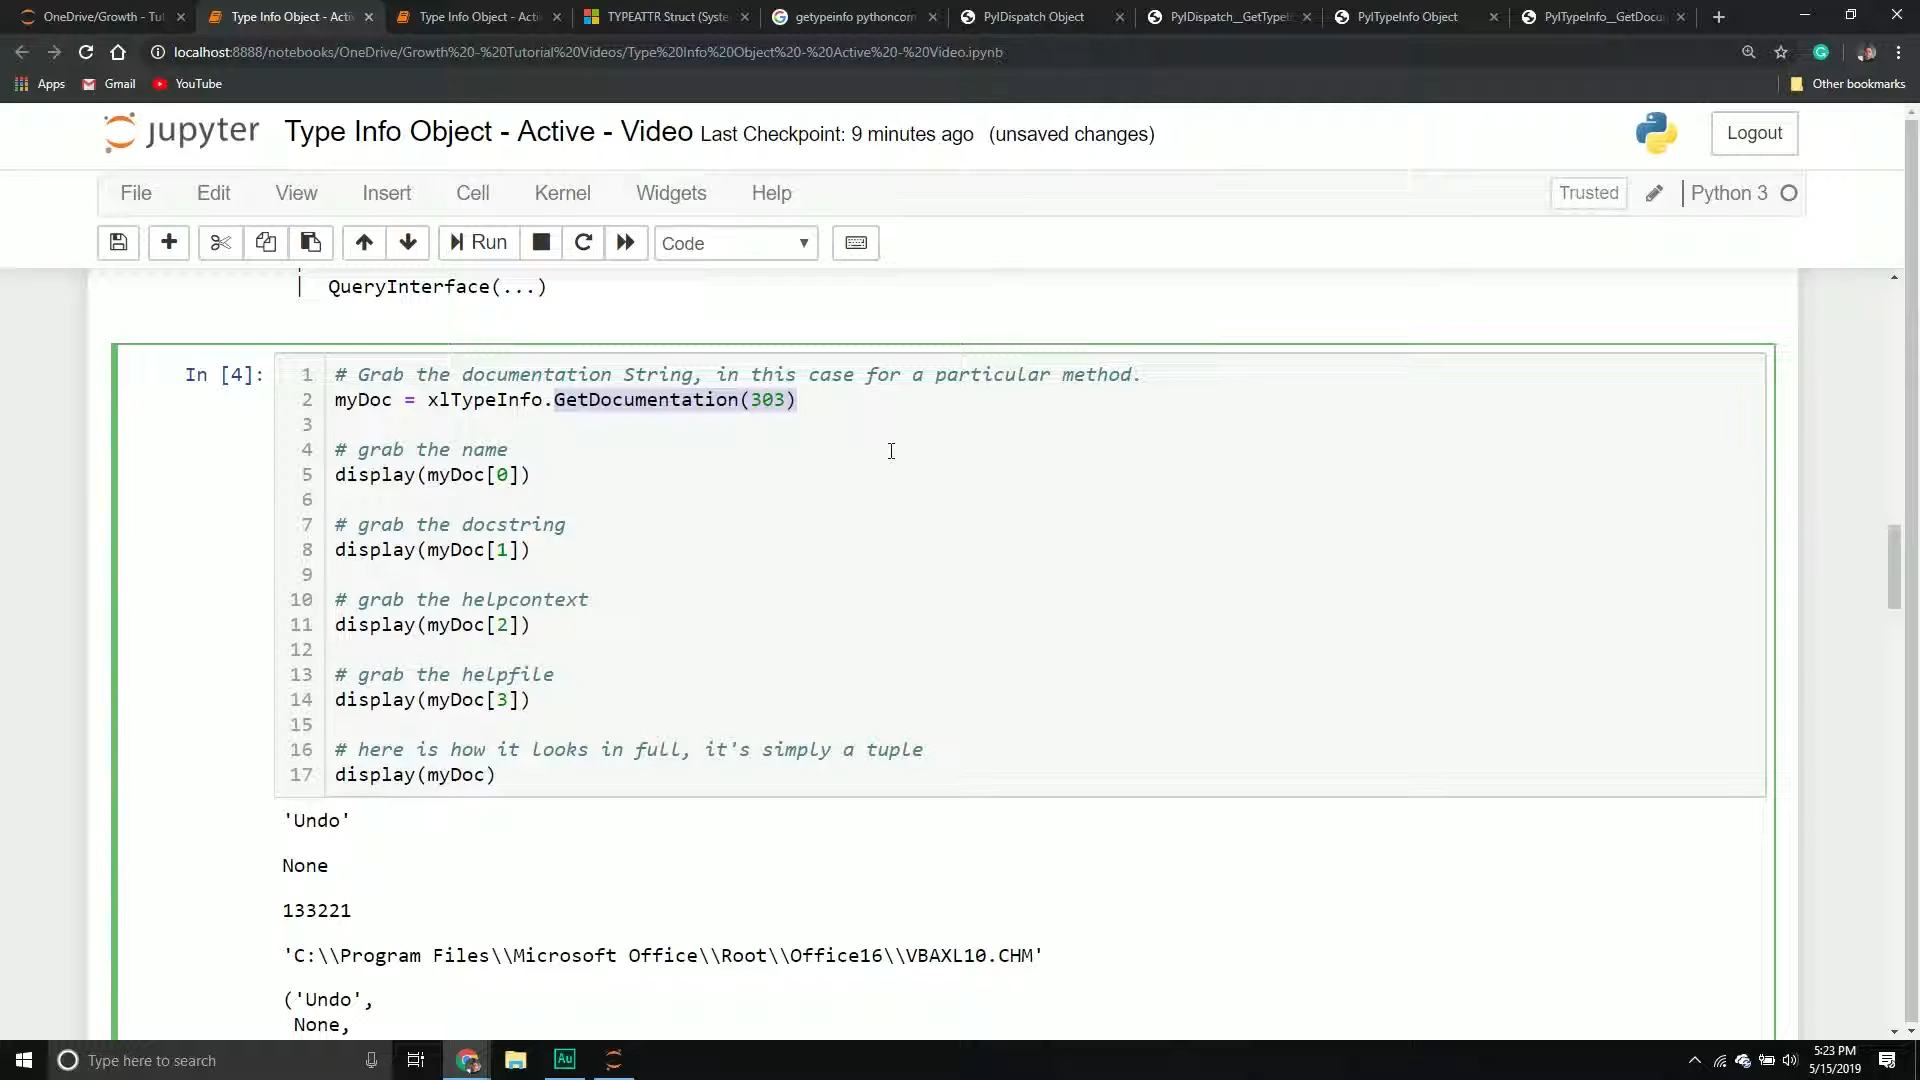 OneDrive/Growth - Tu
Type Info Object - Acti
Type Info Object - Acti
TYPEATTR Struct (Syste
getypeinfo pythoncom
PyIDispatch Object
PyIDispatch__GetTypeI
PyITypeInfo Object
PyITypeInfo__GetDocu
localhost:8888/notebooks/OneDrive/Growth%20-%20Tutorial%20Videos/Type%20Info%20Object%20-%20Active%20-%20Video.ipynb
Apps
Gmail
YouTube
Other bookmarks
jupyter
Type Info Object - Active - Video Last Checkpoint: 9 minutes ago (unsaved changes)
Logout
File
Edit
View
Insert
Cell
Kernel
Widgets
Help
Trusted
Python 3
Run
Code
| QueryInterface(...)
In [4]:
1 # Grab the documentation String, in this case for a particular method.
2 myDoc = xlTypeInfo.GetDocumentation(303)
3
4 # grab the name
5 display(myDoc[0])
6
7 # grab the docstring
8 display(myDoc[1])
9
10 # grab the helpcontext
11 display(myDoc[2])
12
13 # grab the helpfile
14 display(myDoc[3])
15
16 # here is how it looks in full, it's simply a tuple
17 display(myDoc)
'Undo'
None
133221
'C:\\Program Files\\Microsoft Office\\Root\\Office16\\VBAXL10.CHM'
('Undo',
None,
Type here to search
Au
5:23 PM
5/15/2019